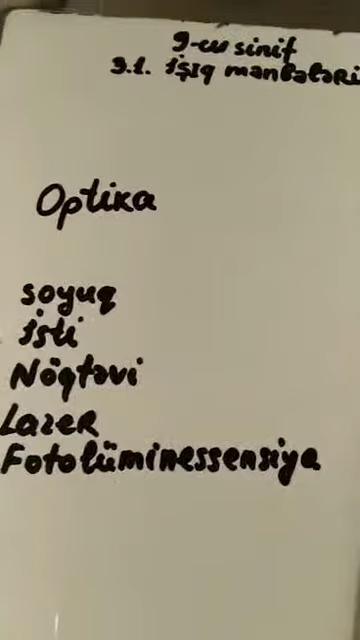 9-cu sinif
3.1. İşıq mənbələri
Optika
soyuq
isti
Nöqtəvi
Lazer
Fotolüminessensiya